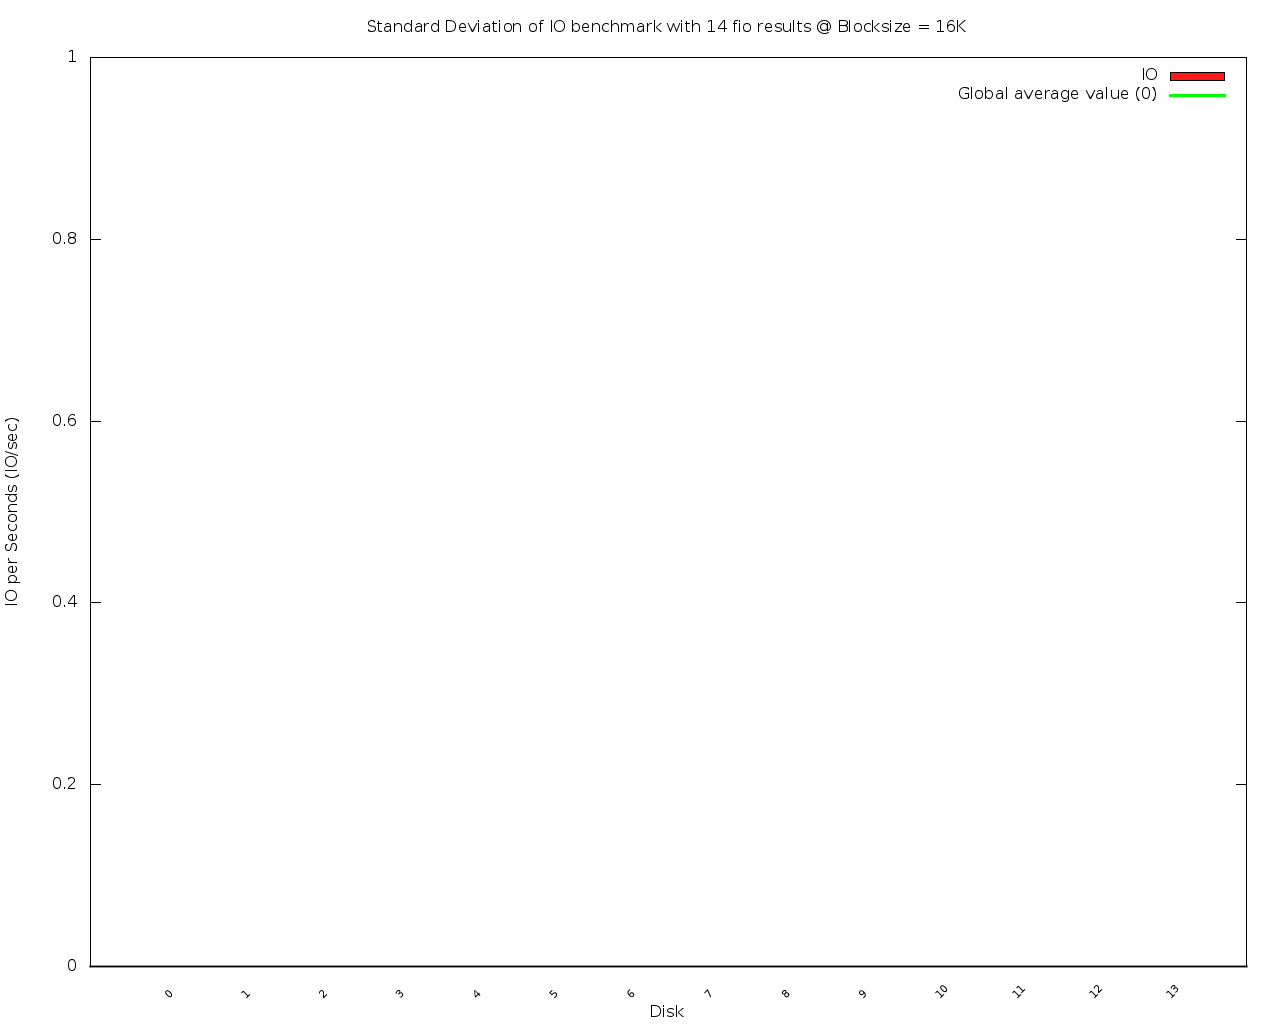 Standard Deviation of IO benchmark with 14 fio results @ Blocksize = 16K
IO
Global average value (0)
1
0.8
0.6
0.4
0.2
0
IO per Seconds (IO/sec)
0 1 2 3 4 5 6 7 8 9 10 11 12 13
Disk